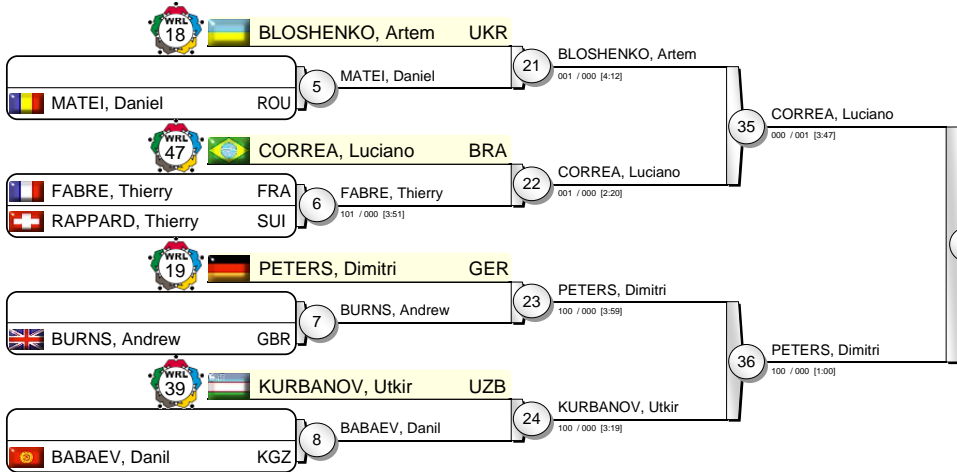 WRL
18
BLOSHENKO, Artem UKR
MATEI, Daniel ROU
5
MATEI, Daniel
21
BLOSHENKO, Artem
001 / 000 [4:12]
WRL
47
CORREA, Luciano BRA
FABRE, Thierry FRA
RAPPARD, Thierry SUI
6
FABRE, Thierry
101 / 000 [3:51]
22
CORREA, Luciano
001 / 000 [2:20]
35
CORREA, Luciano
000 / 001 [3:47]
WRL
19
PETERS, Dimitri GER
BURNS, Andrew GBR
7
BURNS, Andrew
23
PETERS, Dimitri
100 / 000 [3:59]
WRL
39
KURBANOV, Utkir UZB
BABAEV, Danil KGZ
8
BABAEV, Danil
24
KURBANOV, Utkir
100 / 000 [3:19]
36
PETERS, Dimitri
100 / 000 [1:00]